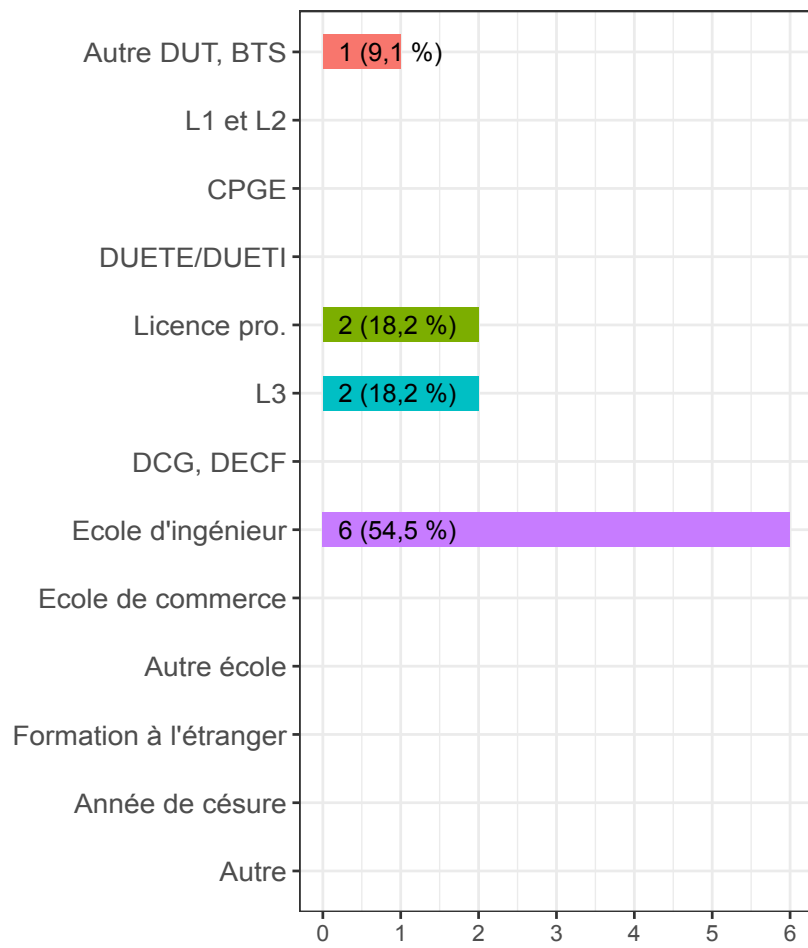 Autre DUT, BTS
1 (9,1 %)
L1 et L2
CPGE
DUETE/DUETI
Licence pro.
2 (18,2 %)
L3
2 (18,2 %)
DCG, DECF
Ecole d'ingénieur
6 (54,5 %)
Ecole de commerce
Autre école
Formation à l'étranger
Année de césure
Autre
0 1 2 3 4 5 6